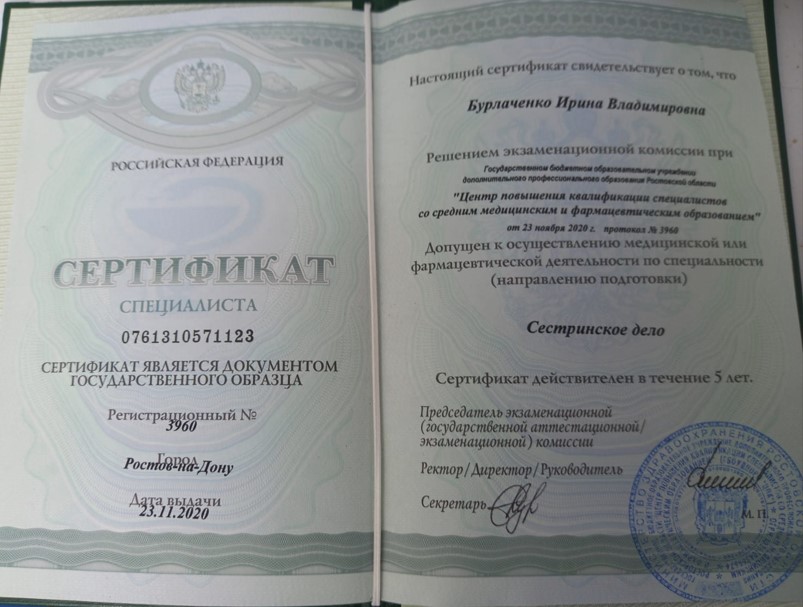 РОССИЙСКАЯ ФЕДЕРАЦИЯ
СЕРТИФИКАТ
СПЕЦИАЛИСТА
0761310571123
СЕРТИФИКАТ ЯВЛЯЕТСЯ ДОКУМЕНТОМ
ГОСУДАРСТВЕННОГО ОБРАЗЦА
Регистрационный №
3960
Город
Ростов-на-Дону
Дата выдачи
23.11.2020
Настоящий сертификат свидетельствует о том, что
Бурлаченко Ирина Владимировна
Решением экзаменационной комиссии при
Государственном бюджетном образовательном учреждении
дополнительного профессионального образования Ростовской области
"Центр повышения квалификации специалистов
со средним медицинским и фармацевтическим образованием"
от 23 ноября 2020 г. протокол № 3960
Допущен к осуществлению медицинской или
фармацевтической деятельности по специальности
(направлению подготовки)
Сестринское дело
Сертификат действителен в течение 5 лет.
Председатель экзаменационной
(государственной аттестационной/
экзаменационной) комиссии
Ректор/Директор/Руководитель
Секретарь
М. П.